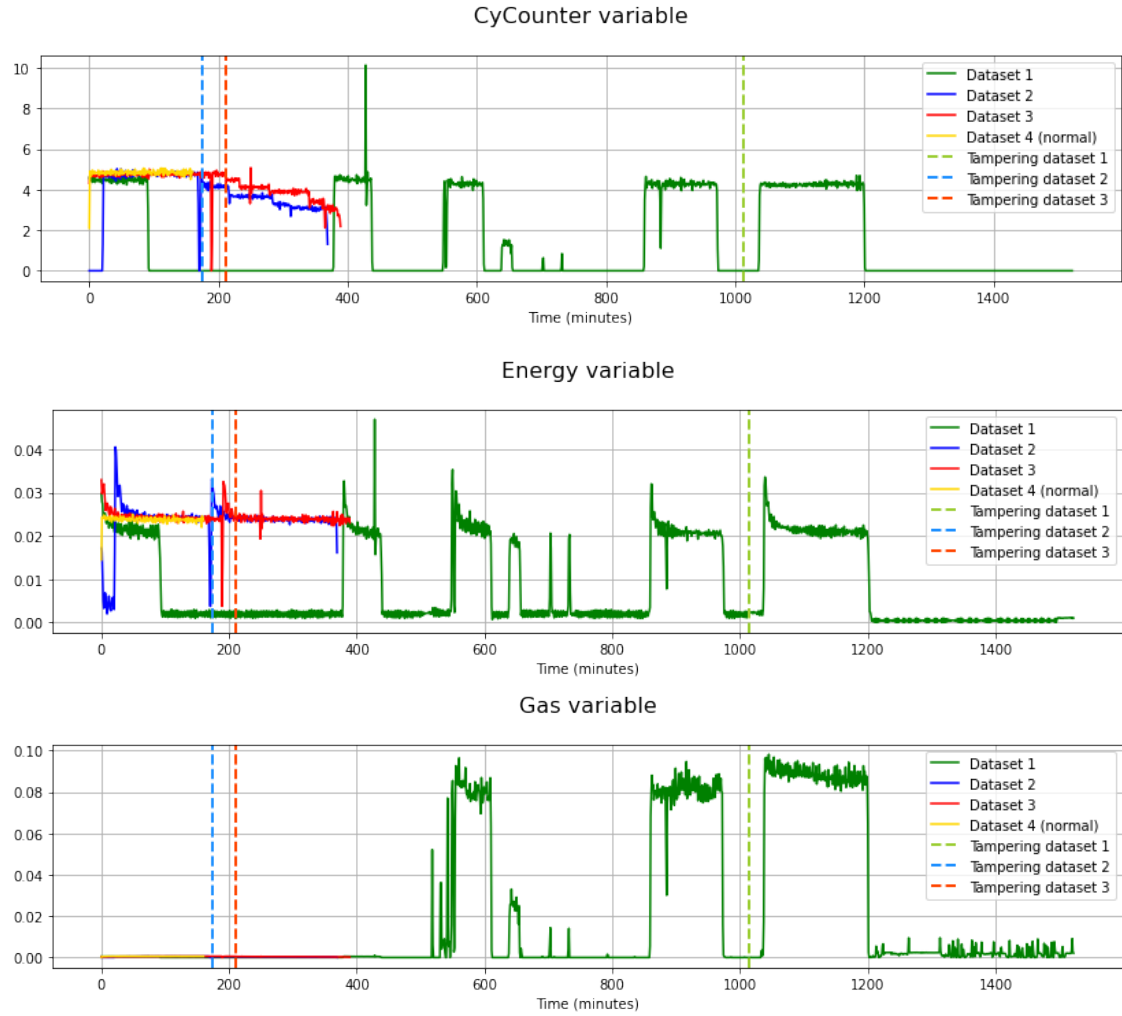 CyCounter variable
10
8
6
4
2
0
0 200 400 600 800 1000 1200 1400
Time (minutes)
Dataset 1
Dataset 2
Dataset 3
Dataset 4 (normal)
Tampering dataset 1
Tampering dataset 2
Tampering dataset 3
Energy variable
0.04
0.03
0.02
0.01
0.00
0 200 400 600 800 1000 1200 1400
Time (minutes)
Dataset 1
Dataset 2
Dataset 3
Dataset 4 (normal)
Tampering dataset 1
Tampering dataset 2
Tampering dataset 3
Gas variable
0.10
0.08
0.06
0.04
0.02
0.00
0 200 400 600 800 1000 1200 1400
Time (minutes)
Dataset 1
Dataset 2
Dataset 3
Dataset 4 (normal)
Tampering dataset 1
Tampering dataset 2
Tampering dataset 3